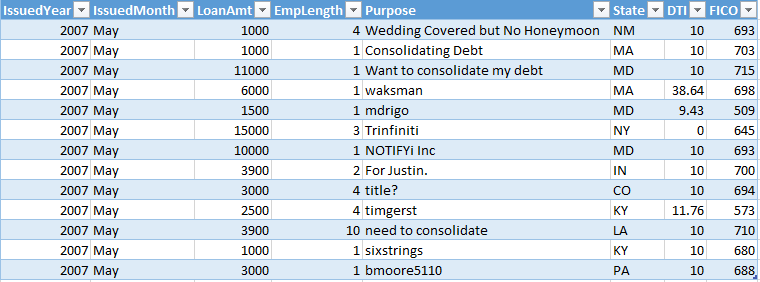 IssuedYear IssuedMonth LoanAmt EmpLength Purpose State DTI FICO
2007 May 1000 4 Wedding Covered but No Honeymoon NM 10 693
2007 May 1000 1 Consolidating Debt MA 10 703
2007 May 11000 1 Want to consolidate my debt MD 10 715
2007 May 6000 1 waksman MA 38.64 698
2007 May 1500 1 mdrigo MD 9.43 509
2007 May 15000 3 Trinfiniti NY 0 645
2007 May 10000 1 NOTIFYi Inc MD 10 693
2007 May 3900 2 For Justin. IN 10 700
2007 May 3000 4 title? CO 10 694
2007 May 2500 4 timgerst KY 11.76 573
2007 May 3900 10 need to consolidate LA 10 710
2007 May 1000 1 sixstrings KY 10 680
2007 May 3000 1 bmoore5110 PA 10 688